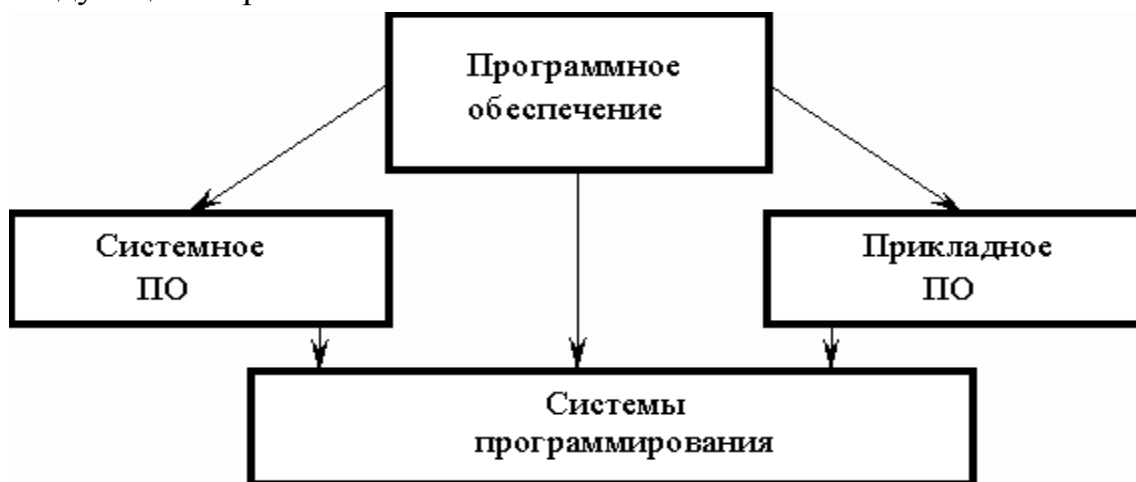 Программное
обеспечение
Системное
ПО
Прикладное
ПО
Системы
программирования